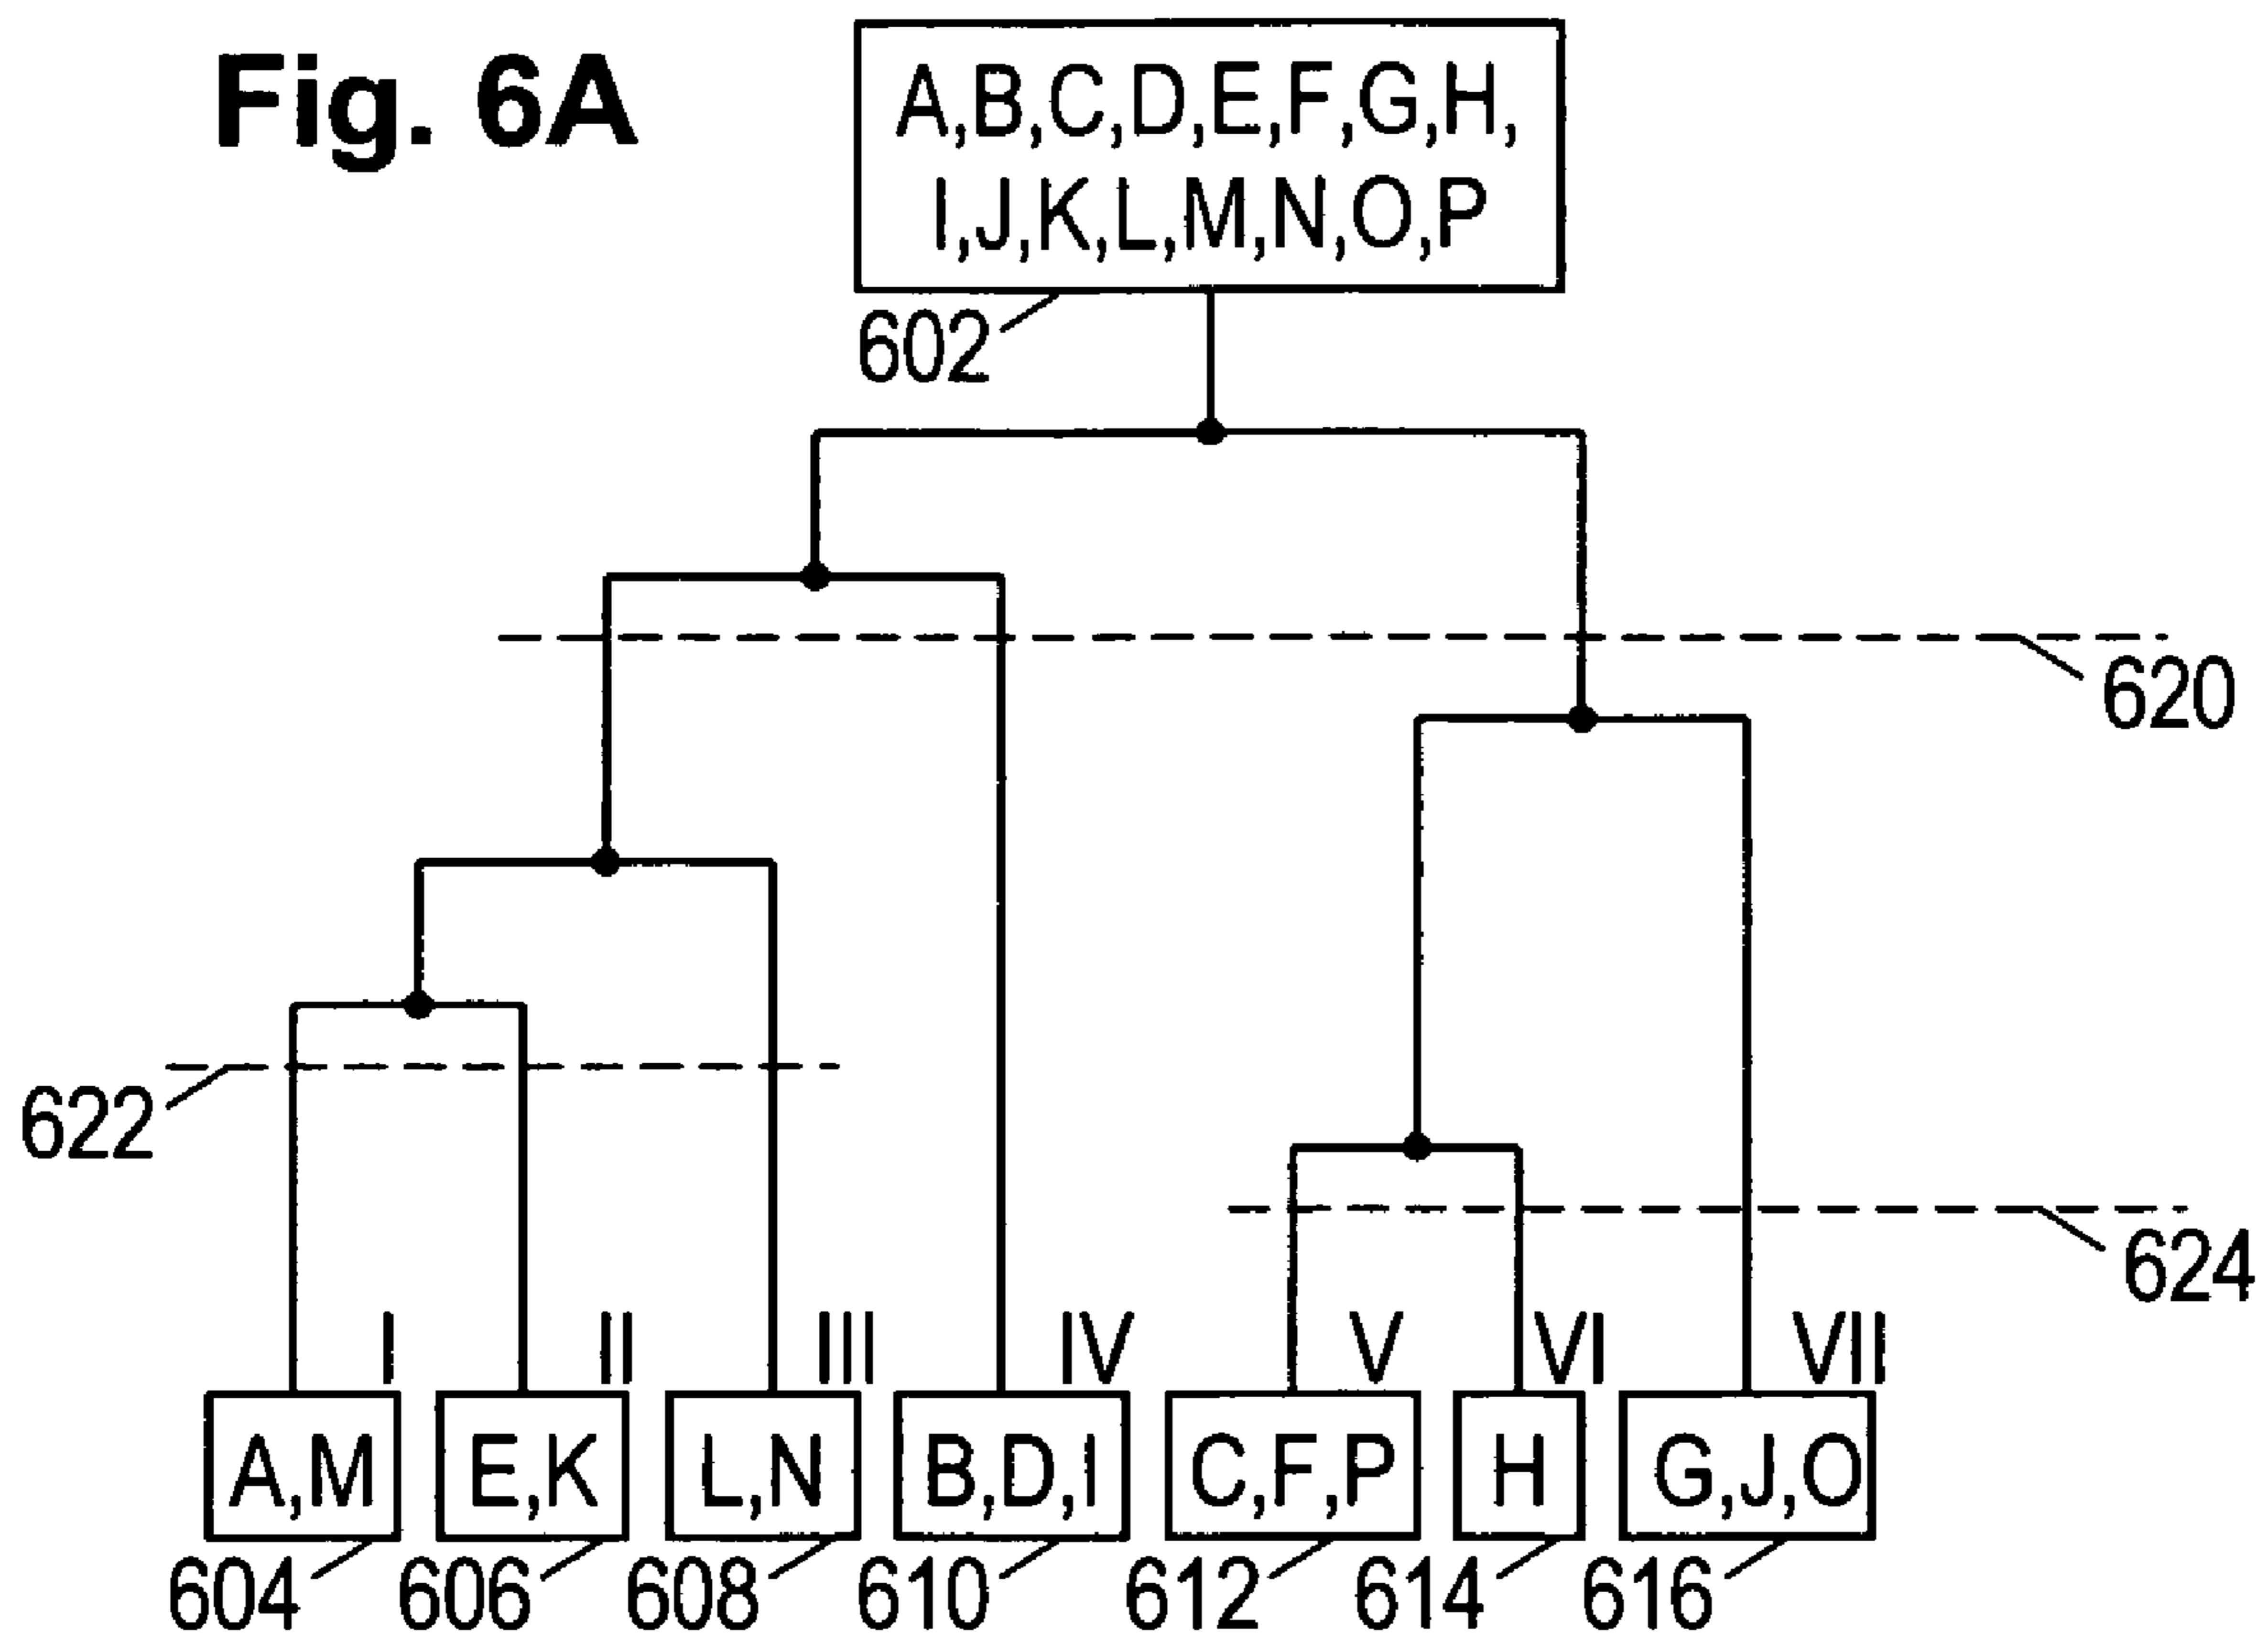 Fig. 6A
A,B,C,D,E,F,G,H,
I,J,K,L,M,N,O,P
602
620
622
624
I II III IV V VI VII
A,M E,K L,N B,D,I C,F,P H G,J,O
604 606 608 610 612 614 616